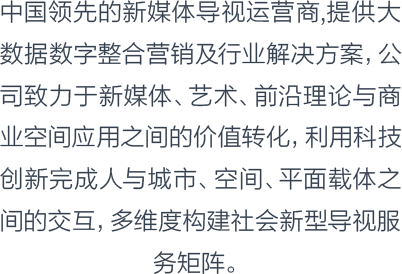 中国领先的新媒体导视运营商,提供大
数据数字整合营销及行业解决方案，公
司致力于新媒体、艺术、前沿理论与商
业空间应用之间的价值转化，利用科技
创新完成人与城市、空间、平面载体之
间的交互，多维度构建社会新型导视服
务矩阵。